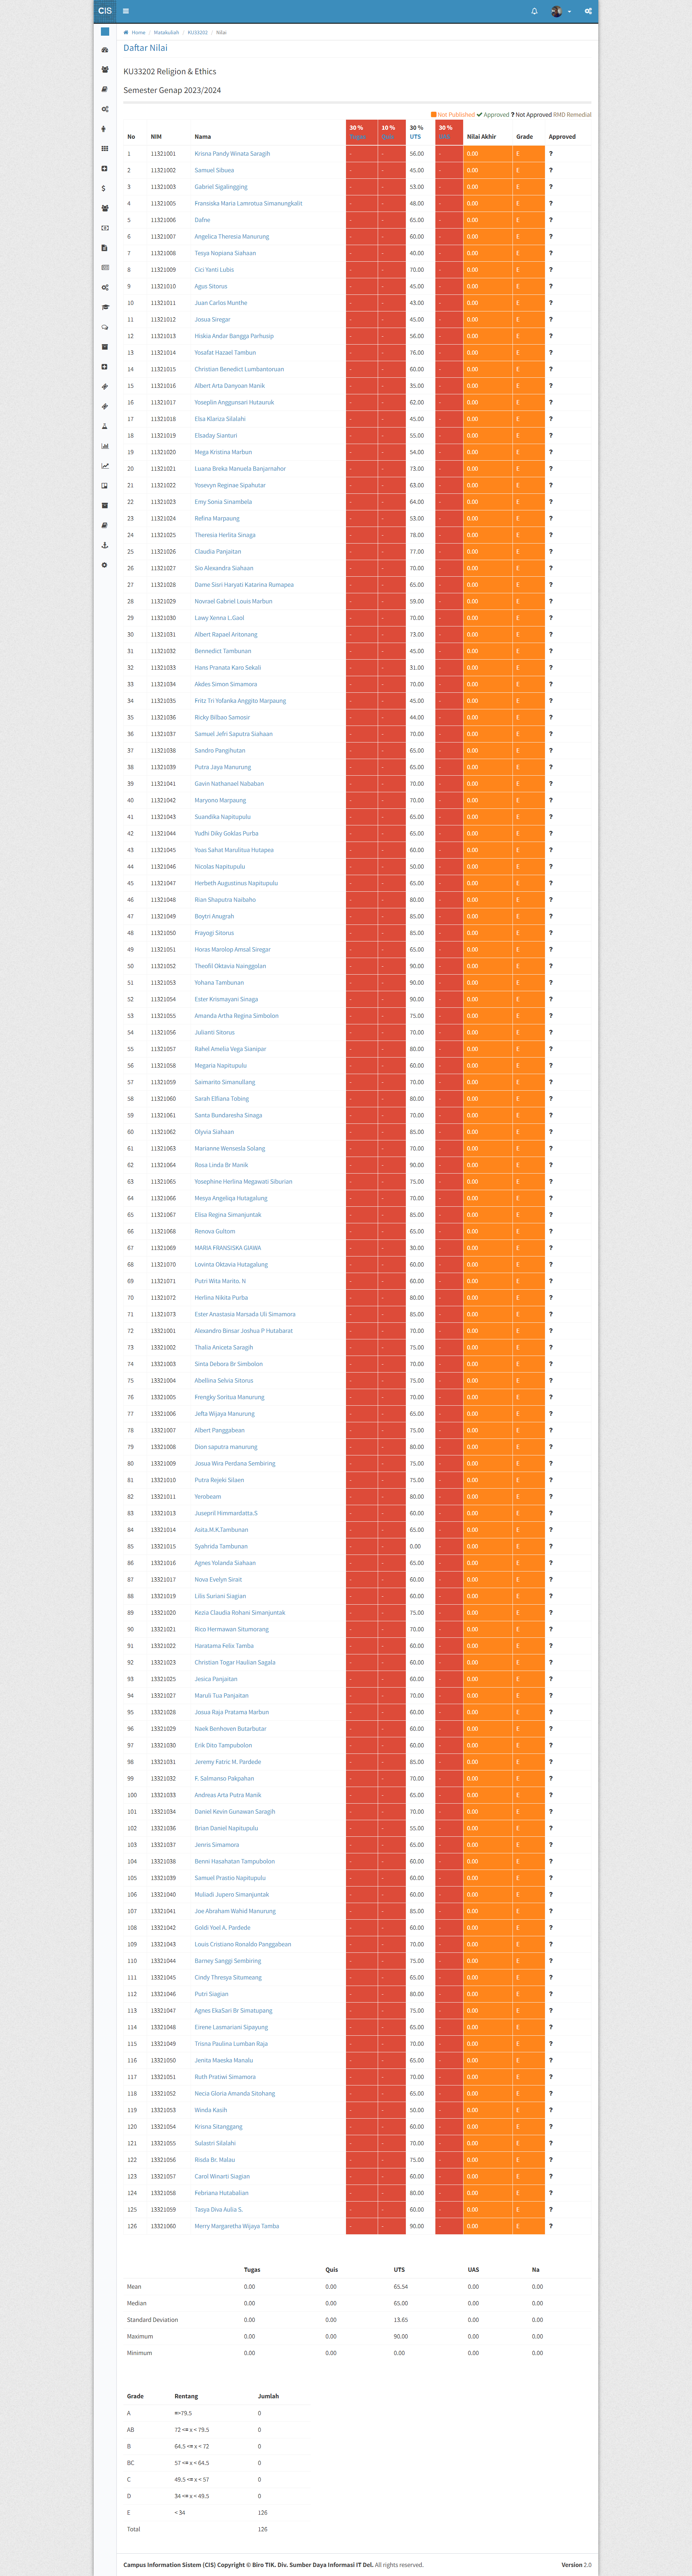 CIS
Home / Matakuliah / KU33202 / Nilai
Daftar Nilai
KU33202 Religion & Ethics
Semester Genap 2023/2024
Not Published Approved ? Not Approved RMD Remedial
No NIM Nama 30 % 10 % 30 % UTS 30 % Nilai Akhir Grade Approved
1 11321001 Krisna Pandy Winata Saragih - - 56.00 - 0.00 E ?
2 11321002 Samuel Sibuea - - 45.00 - 0.00 E ?
3 11321003 Gabriel Sigalingging - - 53.00 - 0.00 E ?
4 11321005 Fransiska Maria Lamrotua Simanungkalit - - 48.00 - 0.00 E ?
5 11321006 Dafne - - 65.00 - 0.00 E ?
6 11321007 Angelica Theresia Manurung - - 60.00 - 0.00 E ?
7 11321008 Tesya Nopiana Siahaan - - 40.00 - 0.00 E ?
8 11321009 Cici Yanti Lubis - - 70.00 - 0.00 E ?
9 11321010 Agus Sitorus - - 45.00 - 0.00 E ?
10 11321011 Juan Carlos Munthe - - 43.00 - 0.00 E ?
11 11321012 Josua Siregar - - 45.00 - 0.00 E ?
12 11321013 Hiskia Andar Bangga Parhusip - - 56.00 - 0.00 E ?
13 11321014 Yosafat Hazael Tambun - - 76.00 - 0.00 E ?
14 11321015 Christian Benedict Lumbantoruan - - 60.00 - 0.00 E ?
15 11321016 Albert Arta Danyoan Manik - - 35.00 - 0.00 E ?
16 11321017 Yoseplin Anggunsari Hutauruk - - 62.00 - 0.00 E ?
17 11321018 Elsa Klariza Silalahi - - 45.00 - 0.00 E ?
18 11321019 Elsaday Sianturi - - 55.00 - 0.00 E ?
19 11321020 Mega Kristina Marbun - - 54.00 - 0.00 E ?
20 11321021 Luana Breka Manuela Banjarnahor - - 73.00 - 0.00 E ?
21 11321022 Yosevyn Reginae Sipahutar - - 63.00 - 0.00 E ?
22 11321023 Emy Sonia Sinambela - - 64.00 - 0.00 E ?
23 11321024 Refina Marpaung - - 53.00 - 0.00 E ?
24 11321025 Theresia Herlita Sinaga - - 78.00 - 0.00 E ?
25 11321026 Claudia Panjaitan - - 77.00 - 0.00 E ?
26 11321027 Sio Alexandra Siahaan - - 70.00 - 0.00 E ?
27 11321028 Dame Sisri Haryati Katarina Rumapea - - 65.00 - 0.00 E ?
28 11321029 Novrael Gabriel Louis Marbun - - 59.00 - 0.00 E ?
29 11321030 Lawy Xenna L.Gaol - - 70.00 - 0.00 E ?
30 11321031 Albert Rapael Aritonang - - 73.00 - 0.00 E ?
31 11321032 Bennedict Tambunan - - 45.00 - 0.00 E ?
32 11321033 Hans Pranata Karo Sekali - - 31.00 - 0.00 E ?
33 11321034 Akdes Simon Simamora - - 70.00 - 0.00 E ?
34 11321035 Fritz Tri Yofanka Anggito Marpaung - - 45.00 - 0.00 E ?
35 11321036 Ricky Bilbao Samosir - - 44.00 - 0.00 E ?
36 11321037 Samuel Jefri Saputra Siahaan - - 70.00 - 0.00 E ?
37 11321038 Sandro Pangihutan - - 65.00 - 0.00 E ?
38 11321039 Putra Jaya Manurung - - 65.00 - 0.00 E ?
39 11321041 Gavin Nathanael Nababan - - 70.00 - 0.00 E ?
40 11321042 Maryono Marpaung - - 70.00 - 0.00 E ?
41 11321043 Suandika Napitupulu - - 65.00 - 0.00 E ?
42 11321044 Yudhi Diky Goklas Purba - - 65.00 - 0.00 E ?
43 11321045 Yoas Sahat Marulitua Hutapea - - 60.00 - 0.00 E ?
44 11321046 Nicolas Napitupulu - - 50.00 - 0.00 E ?
45 11321047 Herbeth Augustinus Napitupulu - - 65.00 - 0.00 E ?
46 11321048 Rian Shaputra Naibaho - - 80.00 - 0.00 E ?
47 11321049 Boytri Anugrah - - 85.00 - 0.00 E ?
48 11321050 Frayogi Sitorus - - 85.00 - 0.00 E ?
49 11321051 Horas Marolop Amsal Siregar - - 65.00 - 0.00 E ?
50 11321052 Theofil Oktavia Nainggolan - - 90.00 - 0.00 E ?
51 11321053 Yohana Tambunan - - 90.00 - 0.00 E ?
52 11321054 Ester Krismayani Sinaga - - 90.00 - 0.00 E ?
53 11321055 Amanda Artha Regina Simbolon - - 75.00 - 0.00 E ?
54 11321056 Julianti Sitorus - - 70.00 - 0.00 E ?
55 11321057 Rahel Amelia Vega Sianipar - - 80.00 - 0.00 E ?
56 11321058 Megaria Napitupulu - - 60.00 - 0.00 E ?
57 11321059 Saimarito Simanullang - - 70.00 - 0.00 E ?
58 11321060 Sarah Elfiana Tobing - - 80.00 - 0.00 E ?
59 11321061 Santa Bundaresha Sinaga - - 70.00 - 0.00 E ?
60 11321062 Olyvia Siahaan - - 85.00 - 0.00 E ?
61 11321063 Marianne Wensesla Solang - - 70.00 - 0.00 E ?
62 11321064 Rosa Linda Br Manik - - 90.00 - 0.00 E ?
63 11321065 Yosephine Herlina Megawati Siburian - - 75.00 - 0.00 E ?
64 11321066 Mesya Angeliqa Hutagalung - - 70.00 - 0.00 E ?
65 11321067 Elisa Regina Simanjuntak - - 85.00 - 0.00 E ?
66 11321068 Renova Gultom - - 65.00 - 0.00 E ?
67 11321069 MARIA FRANSISKA GIAWA - - 30.00 - 0.00 E ?
68 11321070 Lovinta Oktavia Hutagalung - - 60.00 - 0.00 E ?
69 11321071 Putri Wita Marito. N - - 60.00 - 0.00 E ?
70 11321072 Herlina Nikita Purba - - 80.00 - 0.00 E ?
71 11321073 Ester Anastasia Marsada Uli Simamora - - 85.00 - 0.00 E ?
72 13321001 Alexandro Binsar Joshua P Hutabarat - - 70.00 - 0.00 E ?
73 13321002 Thalia Aniceta Saragih - - 75.00 - 0.00 E ?
74 13321003 Sinta Debora Br Simbolon - - 70.00 - 0.00 E ?
75 13321004 Abellina Selvia Sitorus - - 75.00 - 0.00 E ?
76 13321005 Frengky Soritua Manurung - - 70.00 - 0.00 E ?
77 13321006 Jefta Wijaya Manurung - - 65.00 - 0.00 E ?
78 13321007 Albert Panggabean - - 75.00 - 0.00 E ?
79 13321008 Dion saputra manurung - - 80.00 - 0.00 E ?
80 13321009 Josua Wira Perdana Sembiring - - 75.00 - 0.00 E ?
81 13321010 Putra Rejeki Silaen - - 75.00 - 0.00 E ?
82 13321011 Yerobeam - - 80.00 - 0.00 E ?
83 13321013 Josepril Himmardatta.S - - 60.00 - 0.00 E ?
84 13321014 Asita.M.K.Tambunan - - 65.00 - 0.00 E ?
85 13321015 Syahrida Tambunan - - 0.00 - 0.00 E ?
86 13321016 Agnes Yolanda Siahaan - - 65.00 - 0.00 E ?
87 13321017 Nova Evelyn Sirait - - 60.00 - 0.00 E ?
88 13321019 Lilis Suriani Siagian - - 60.00 - 0.00 E ?
89 13321020 Kezia Claudia Rohani Simanjuntak - - 75.00 - 0.00 E ?
90 13321021 Rico Hermawan Situmorang - - 70.00 - 0.00 E ?
91 13321022 Haratama Felix Tamba - - 60.00 - 0.00 E ?
92 13321023 Christian Togar Haulian Sagala - - 60.00 - 0.00 E ?
93 13321025 Jesica Panjaitan - - 60.00 - 0.00 E ?
94 13321027 Maruli Tua Panjaitan - - 70.00 - 0.00 E ?
95 13321028 Josua Raja Pratama Marbun - - 60.00 - 0.00 E ?
96 13321029 Naek Benhoven Butarbutar - - 60.00 - 0.00 E ?
97 13321030 Erik Dito Tampubolon - - 60.00 - 0.00 E ?
98 13321031 Jeremy Fatric M. Pardede - - 85.00 - 0.00 E ?
99 13321032 F. Salmanso Pakpahan - - 70.00 - 0.00 E ?
100 13321033 Andreas Arta Putra Manik - - 65.00 - 0.00 E ?
101 13321034 Daniel Kevin Gunawan Saragih - - 70.00 - 0.00 E ?
102 13321036 Brian Daniel Napitupulu - - 55.00 - 0.00 E ?
103 13321037 Jenris Simamora - - 65.00 - 0.00 E ?
104 13321038 Benni Hasahatan Tampubolon - - 60.00 - 0.00 E ?
105 13321039 Samuel Prastio Napitupulu - - 60.00 - 0.00 E ?
106 13321040 Muliadi Jupero Simanjuntak - - 60.00 - 0.00 E ?
107 13321041 Joe Abraham Wahid Manurung - - 85.00 - 0.00 E ?
108 13321042 Goldi Yoel A. Pardede - - 60.00 - 0.00 E ?
109 13321043 Louis Cristiano Ronaldo Panggabean - - 70.00 - 0.00 E ?
110 13321044 Barney Sanggi Sembiring - - 75.00 - 0.00 E ?
111 13321045 Cindy Thresya Situmeang - - 65.00 - 0.00 E ?
112 13321046 Putri Siagian - - 80.00 - 0.00 E ?
113 13321047 Agnes EkaSari Br Simatupang - - 75.00 - 0.00 E ?
114 13321048 Eirene Lasmariani Sipayung - - 65.00 - 0.00 E ?
115 13321049 Trisna Paulina Lumban Raja - - 70.00 - 0.00 E ?
116 13321050 Jenita Maeska Manalu - - 65.00 - 0.00 E ?
117 13321051 Ruth Pratiwi Simamora - - 70.00 - 0.00 E ?
118 13321052 Necia Gloria Amanda Sitohang - - 65.00 - 0.00 E ?
119 13321053 Winda Kasih - - 50.00 - 0.00 E ?
120 13321054 Krisna Sitanggang - - 60.00 - 0.00 E ?
121 13321055 Sulastri Silalahi - - 70.00 - 0.00 E ?
122 13321056 Risda Br. Malau - - 75.00 - 0.00 E ?
123 13321057 Carol Winarti Siagian - - 60.00 - 0.00 E ?
124 13321058 Febriana Hutabalian - - 80.00 - 0.00 E ?
125 13321059 Tasya Diva Aulia S. - - 60.00 - 0.00 E ?
126 13321060 Merry Margaretha Wijaya Tamba - - 90.00 - 0.00 E ?
Tugas Quis UTS UAS Na
Mean 0.00 0.00 65.54 0.00 0.00
Median 0.00 0.00 65.00 0.00 0.00
Standard Deviation 0.00 0.00 13.65 0.00 0.00
Maximum 0.00 0.00 90.00 0.00 0.00
Minimum 0.00 0.00 0.00 0.00 0.00
Grade Rentang Jumlah
A =>79.5 0
AB 72 <= x < 79.5 0
B 64.5 <= x < 72 0
BC 57 <= x < 64.5 0
C 49.5 <= x < 57 0
D 34 <= x < 49.5 0
E < 34 126
Total 126
Campus Information Sistem (CIS) Copyright © Biro TIK. Div. Sumber Daya Informasi IT Del. All rights reserved. Version 2.0